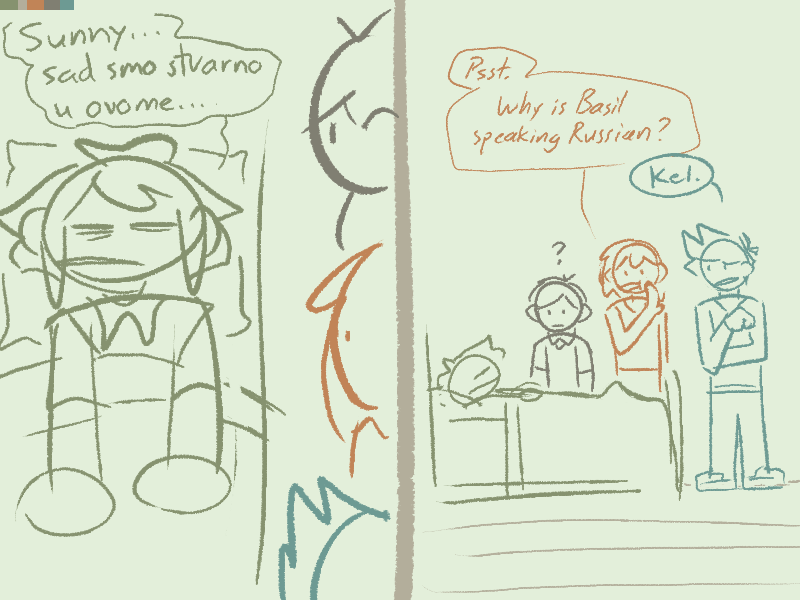 Sunny...
sad smo stvarno
u ovome...
Psst.
Why is Basil
speaking Russian?
Kel.
?